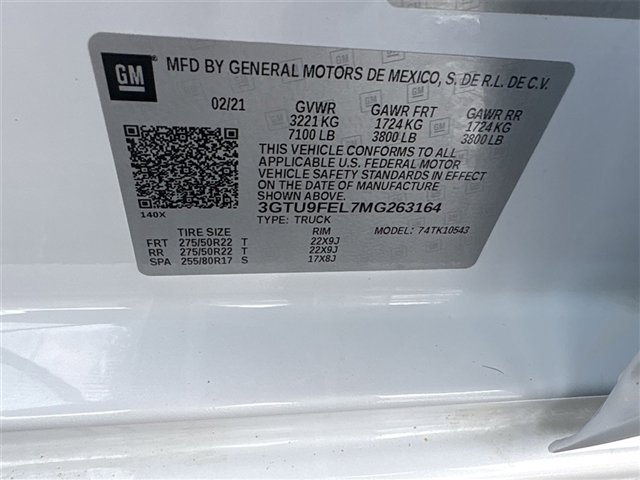 GM MFD BY GENERAL MOTORS DE MEXICO, S. DE R.L. DE C.V.
02/21 GVWR GAWR FRT GAWR RR
3221 KG 1724 KG 1724 KG
7100 LB 3800 LB 3800 LB
THIS VEHICLE CONFORMS TO ALL
APPLICABLE U.S. FEDERAL MOTOR
VEHICLE SAFETY STANDARDS IN EFFECT
ON THE DATE OF MANUFACTURE SHOWN ABOVE.
3GTU9FEL7MG263164
140X TYPE: TRUCK MODEL: 74TK10543
TIRE SIZE RIM
FRT 275/50R22 T 22X9J
RR 275/50R22 T 22X9J
SPA 255/80R17 S 17X8J